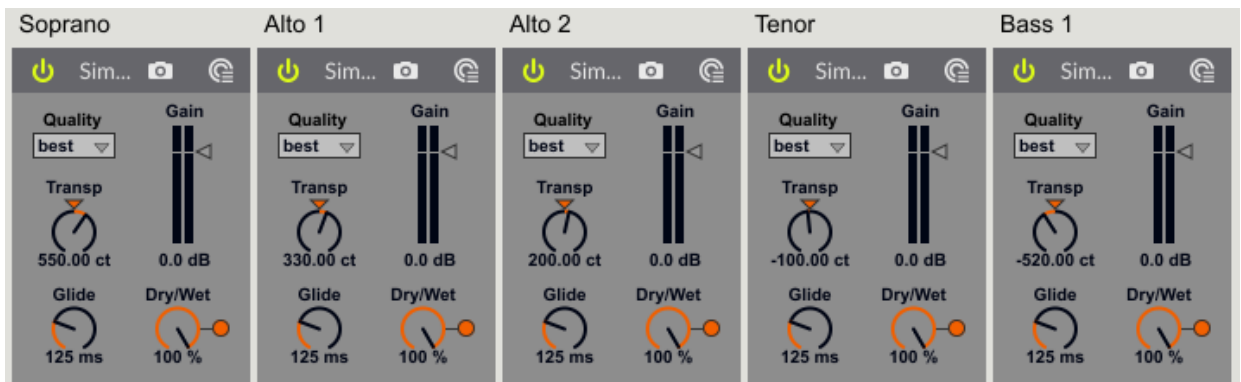 Soprano
Sim...
Quality
Gain
best
Transp
550.00 ct
0.0 dB
Glide
Dry/Wet
125 ms
100 %
Alto 1
Sim...
Quality
Gain
best
Transp
330.00 ct
0.0 dB
Glide
Dry/Wet
125 ms
100 %
Alto 2
Sim...
Quality
Gain
best
Transp
200.00 ct
0.0 dB
Glide
Dry/Wet
125 ms
100 %
Tenor
Sim...
Quality
Gain
best
Transp
-100.00 ct
0.0 dB
Glide
Dry/Wet
125 ms
100 %
Bass 1
Sim...
Quality
Gain
best
Transp
-520.00 ct
0.0 dB
Glide
Dry/Wet
125 ms
100 %